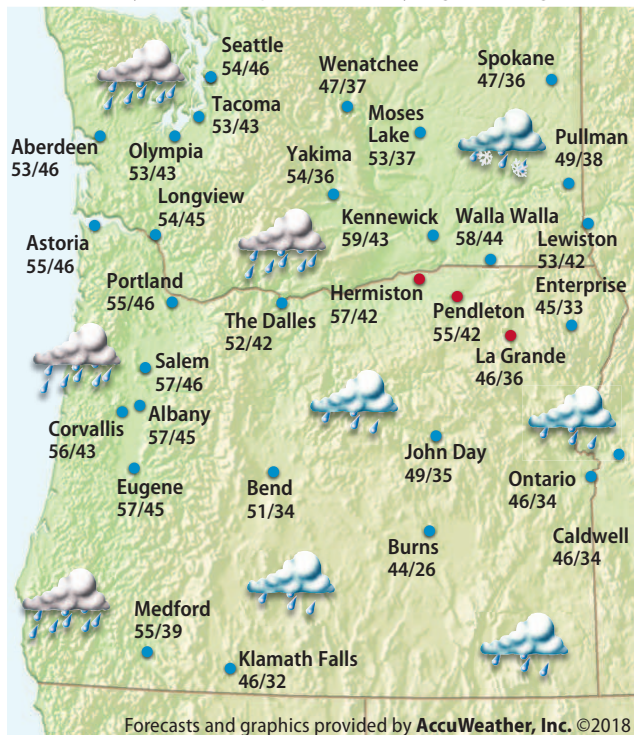 Seattle
54/46
Wenatchee
47/37
Spokane
47/36
Tacoma
53/43
Moses
Lake
53/37
Aberdeen
53/46
Olympia
53/43
Yakima
54/36
Pullman
49/38
Longview
54/45
Kennewick
59/43
Walla Walla
58/44
Lewiston
53/42
Astoria
55/46
Portland
55/46
The Dalles
52/42
Hermiston
57/42
Pendleton
55/42
Enterprise
45/33
La Grande
46/36
Salem
57/46
Albany
57/45
Corvallis
56/43
John Day
49/35
Ontario
46/34
Eugene
57/45
Bend
51/34
Caldwell
46/34
Burns
44/26
Medford
55/39
Klamath Falls
46/32
Forecasts and graphics provided by AccuWeather, Inc. ©2018